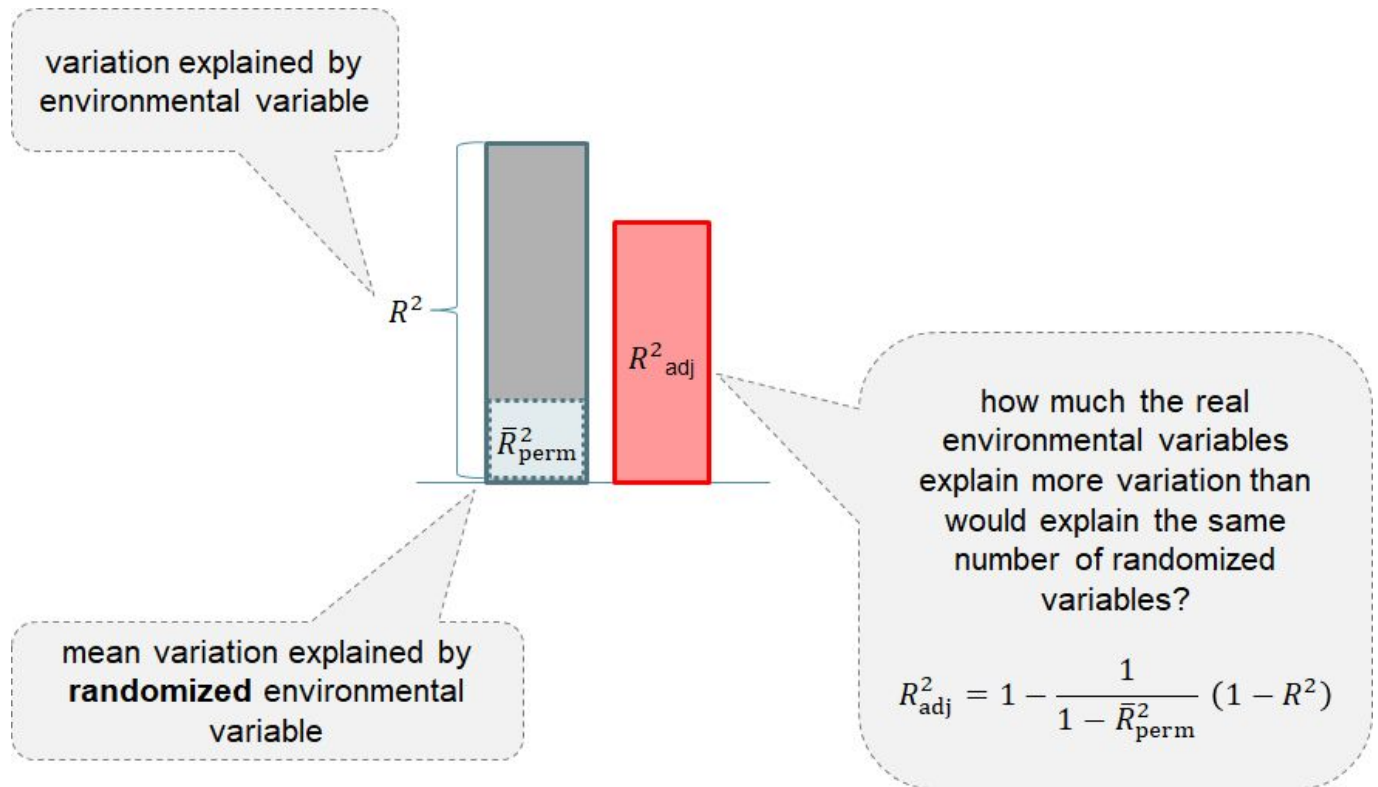 variation explained by
environmental variable
R²
R²adj
R̄²perm
how much the real
environmental variables
explain more variation than
would explain the same
number of randomized
variables?
R²adj = 1 − 1 / (1 − R̄²perm) (1 − R²)
mean variation explained by
randomized environmental
variable